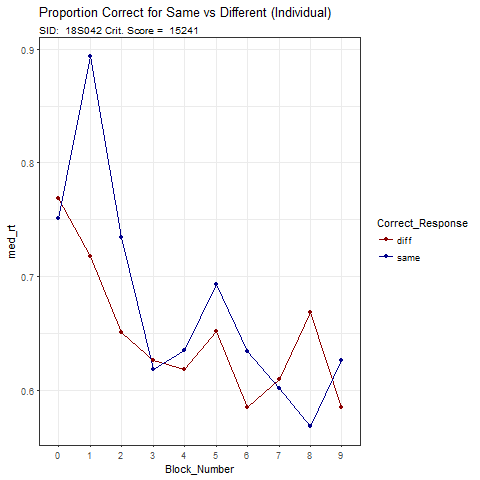 Proportion Correct for Same vs Different (Individual)
SID:  18S042 Crit. Score =  15241
0.9
0.8
0.7
0.6
med_rt
0 1 2 3 4 5 6 7 8 9
Block_Number
Correct_Response
diff
same